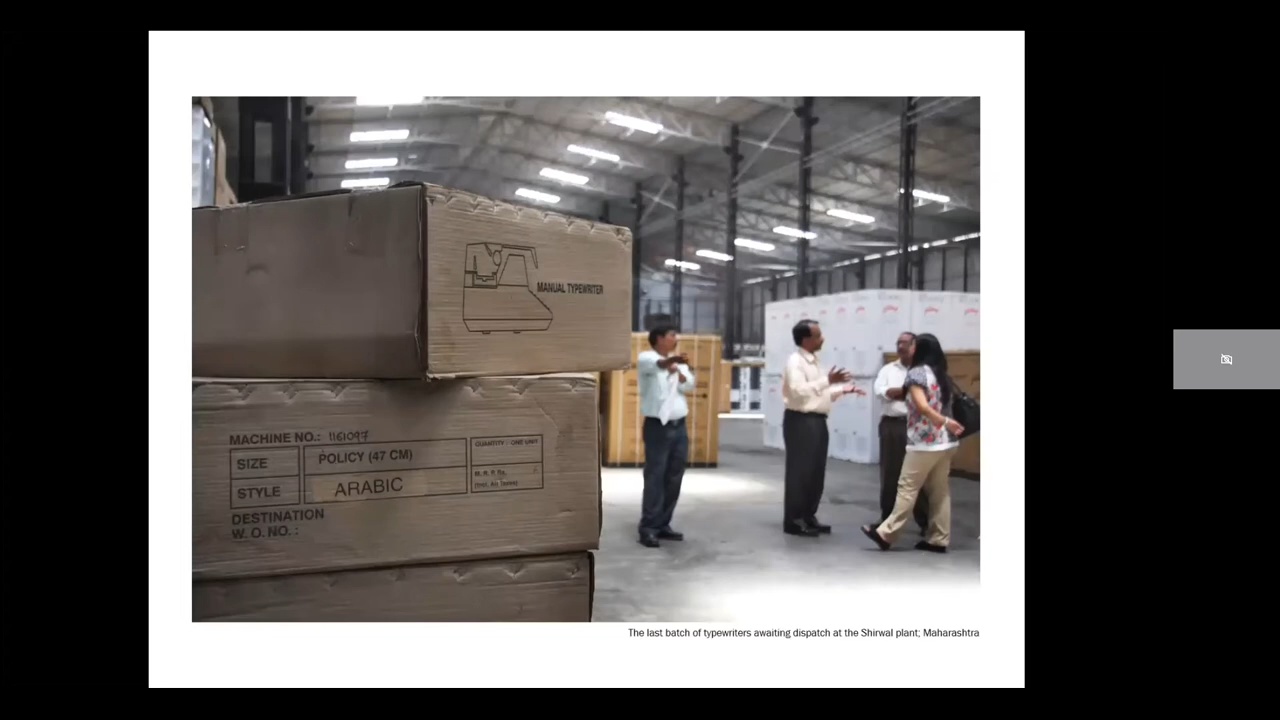 MANUAL TYPEWRITER
MACHINE NO.: 1161097
SIZE
POLICY (47 CM)
QUANTITY : ONE UNIT
STYLE
ARABIC
M. R. P. Rs.
DESTINATION
W. O. NO. :
The last batch of typewriters awaiting dispatch at the Shirwal plant; Maharashtra